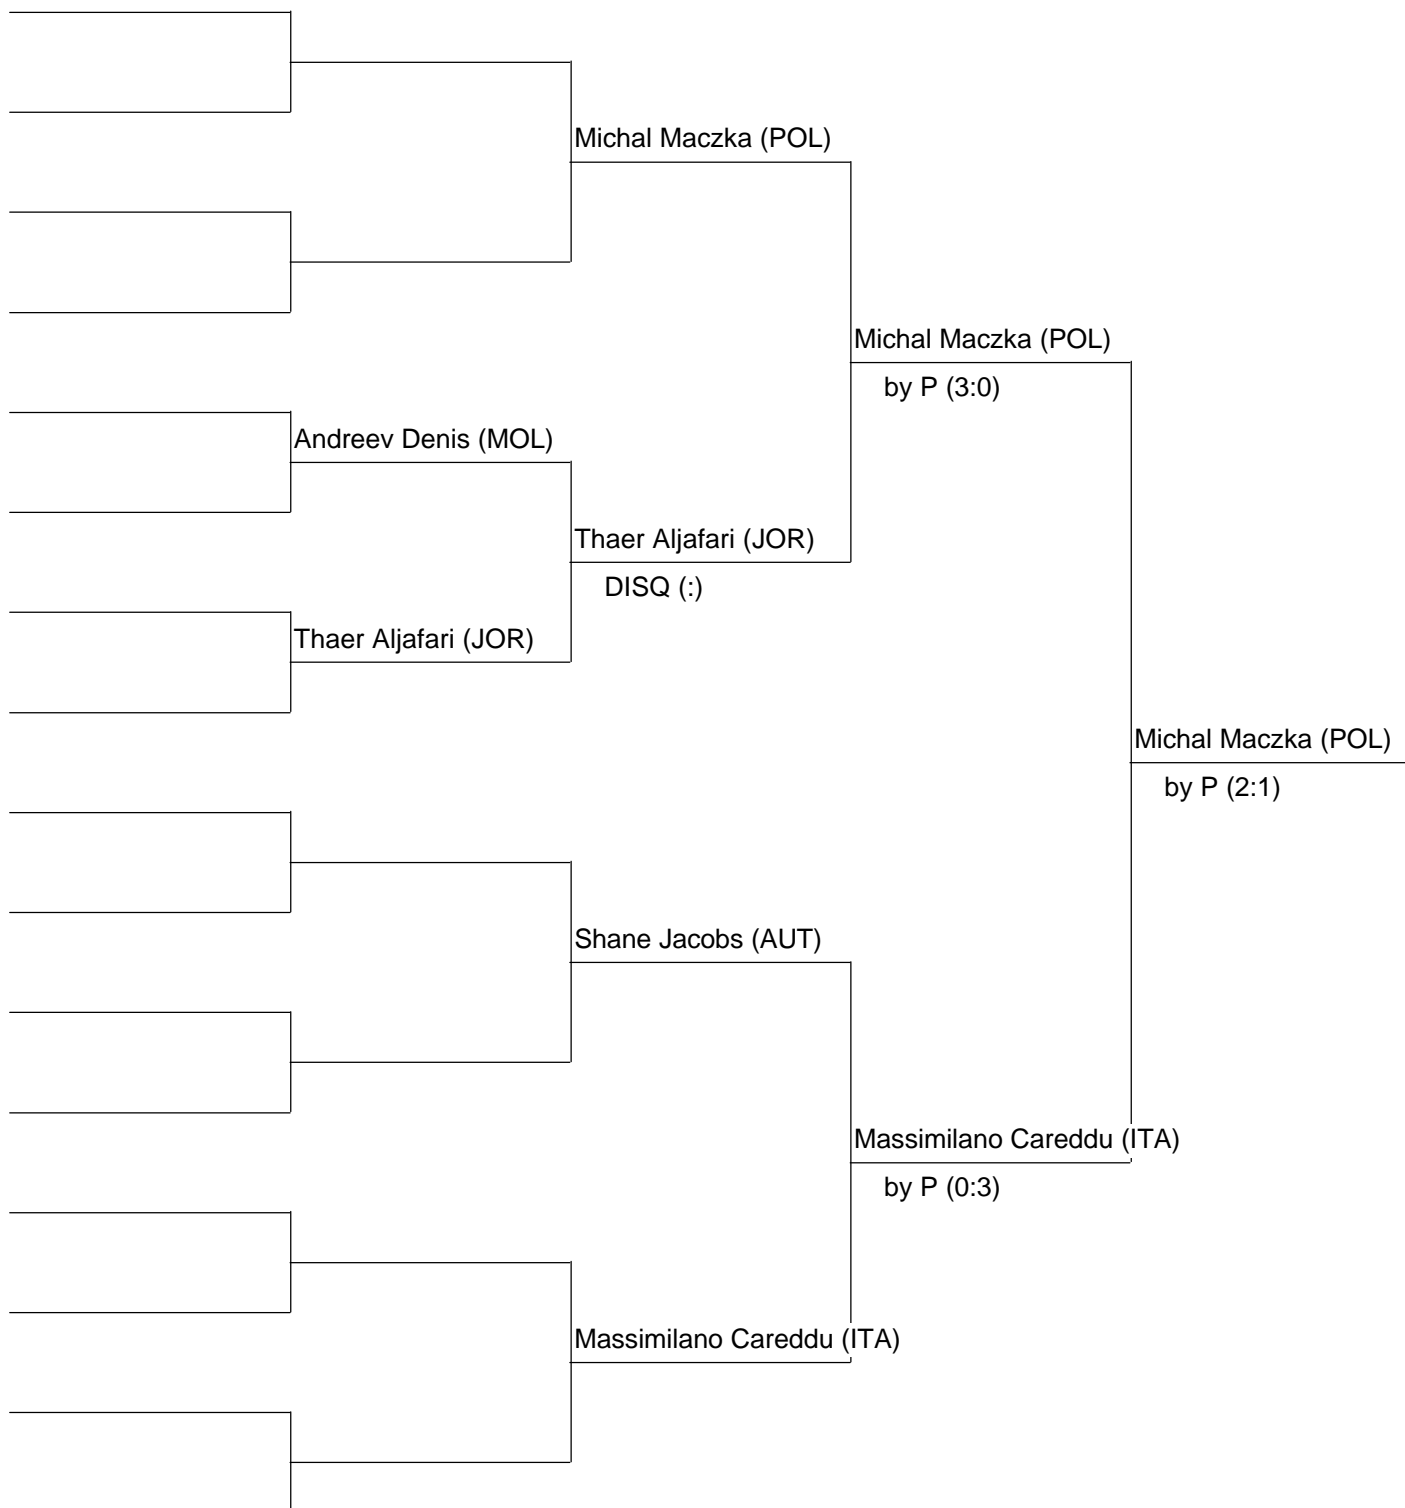 Michal Maczka (POL)
Michal Maczka (POL)
by P (3:0)
Andreev Denis (MOL)
Thaer Aljafari (JOR)
DISQ (:)
Thaer Aljafari (JOR)
Michal Maczka (POL)
by P (2:1)
Shane Jacobs (AUT)
Massimilano Careddu (ITA)
by P (0:3)
Massimilano Careddu (ITA)